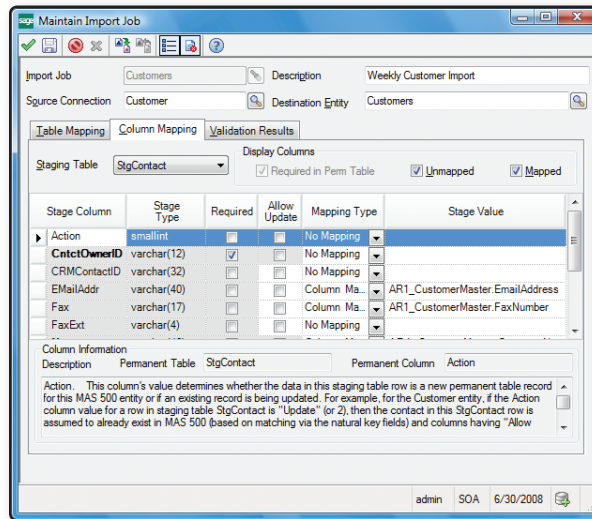 sage Maintain Import Job
Import Job Customers Description Weekly Customer Import
Source Connection Customer Destination Entity Customers
Table Mapping Column Mapping Validation Results
Display Columns
Staging Table StgContact Required in Perm Table Unmapped Mapped
Stage Column Stage Type Required Allow Update Mapping Type Stage Value
Action smallint No Mapping
CntctOwnerID varchar(12) No Mapping
CRMContactID varchar(32) No Mapping
EMailAddr varchar(40) Column Ma... AR1_CustomerMaster.EmailAddress
Fax varchar(17) Column Ma... AR1_CustomerMaster.FaxNumber
FaxExt varchar(4) No Mapping
Column Information
Description Permanent Table StgContact Permanent Column Action
Action. This column's value determines whether the data in this staging table row is a new permanent table record
for this MAS 500 entity or if an existing record is being updated. For example, for the Customer entity, if the Action
column value for a row in staging table StgContact is "Update" (or 2), then the contact in this StgContact row is
assumed to already exist in MAS 500 (based on matching via the natural key fields) and columns having "Allow
admin SOA 6/30/2008